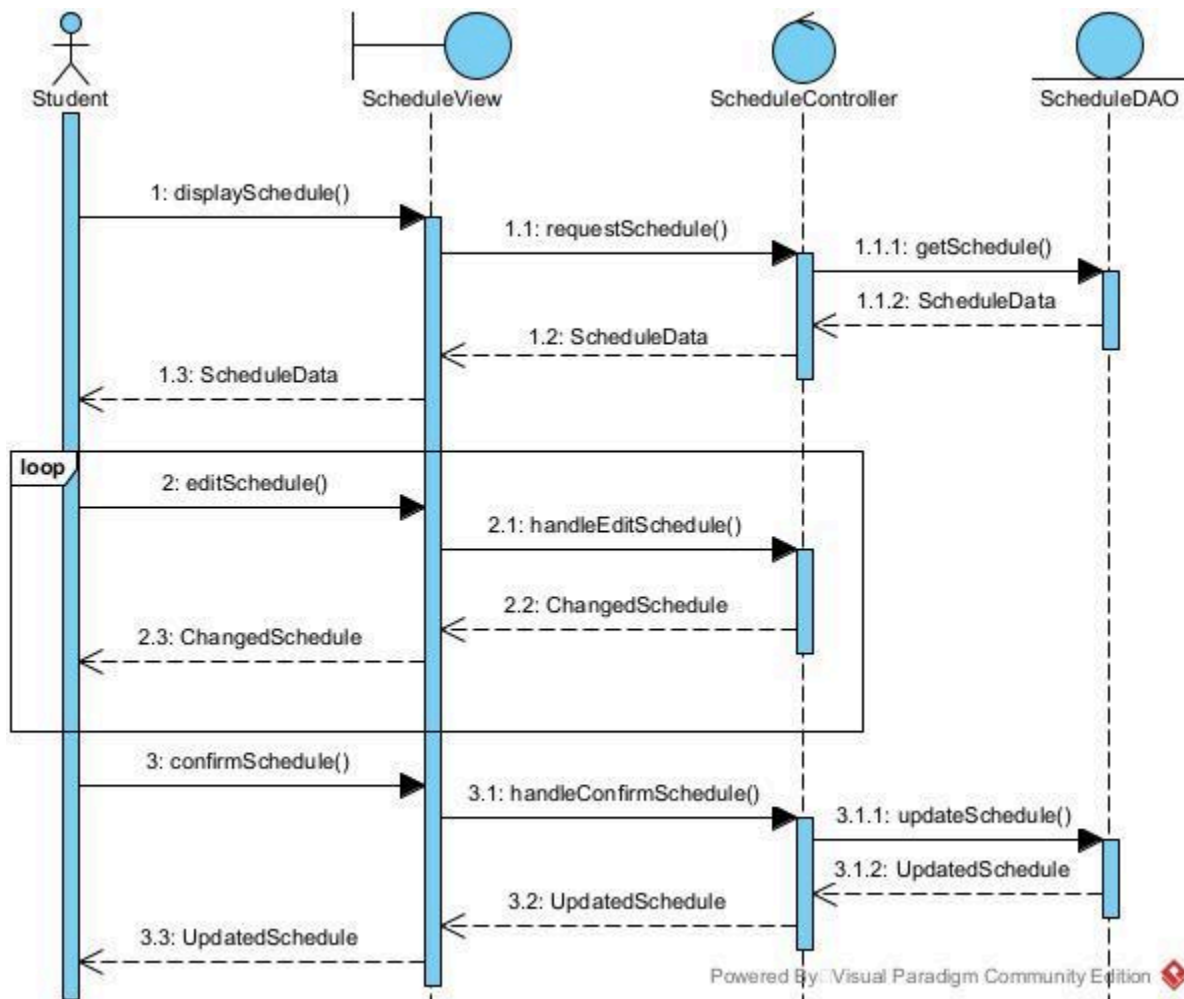 Student
ScheduleView
ScheduleController
ScheduleDAO
1: displaySchedule()
1.1: requestSchedule()
1.1.1: getSchedule()
1.1.2: ScheduleData
1.2: ScheduleData
1.3: ScheduleData
loop
2: editSchedule()
2.1: handleEditSchedule()
2.2: ChangedSchedule
2.3: ChangedSchedule
3: confirmSchedule()
3.1: handleConfirmSchedule()
3.1.1: updateSchedule()
3.1.2: UpdatedSchedule
3.2: UpdatedSchedule
3.3: UpdatedSchedule
Powered By Visual Paradigm Community Edition